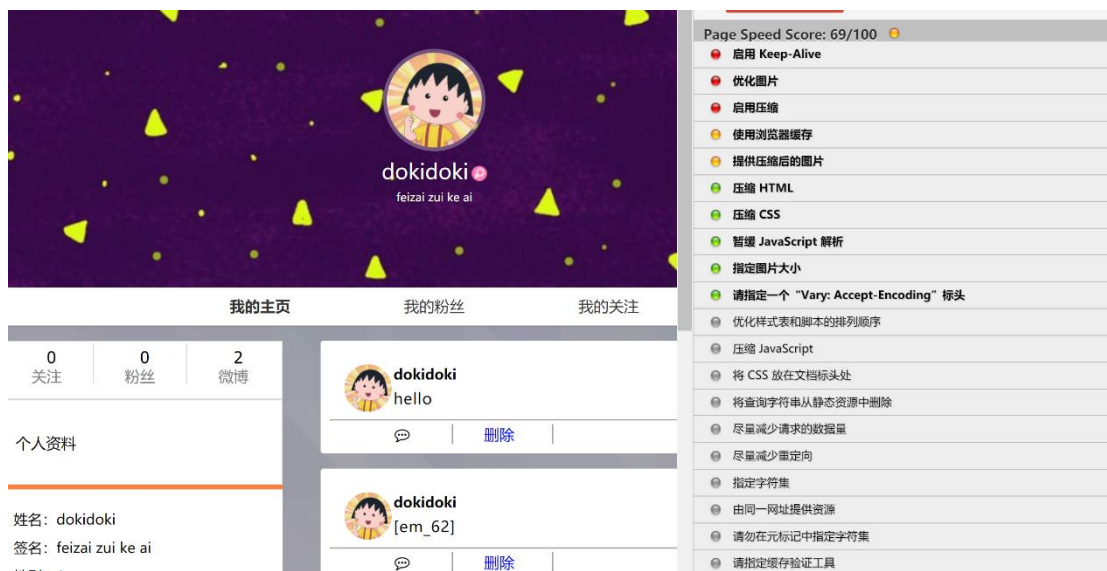 dokidoki
feizai zui ke ai
我的主页 我的粉丝 我的关注
0 0 2
关注 粉丝 微博
个人资料
姓名：dokidoki
签名：feizai zui ke ai
dokidoki
hello
删除
dokidoki
[em_62]
删除
Page Speed Score: 69/100
启用 Keep-Alive
优化图片
启用压缩
使用浏览器缓存
提供压缩后的图片
压缩 HTML
压缩 CSS
暂缓 JavaScript 解析
指定图片大小
请指定一个“Vary: Accept-Encoding”标头
优化样式表和脚本的排列顺序
压缩 JavaScript
将 CSS 放在文档标头处
将查询字符串从静态资源中删除
尽量减少请求的数据量
尽量减少重定向
指定字符集
由同一网址提供资源
请勿在元标记中指定字符集
请指定缓存验证工具